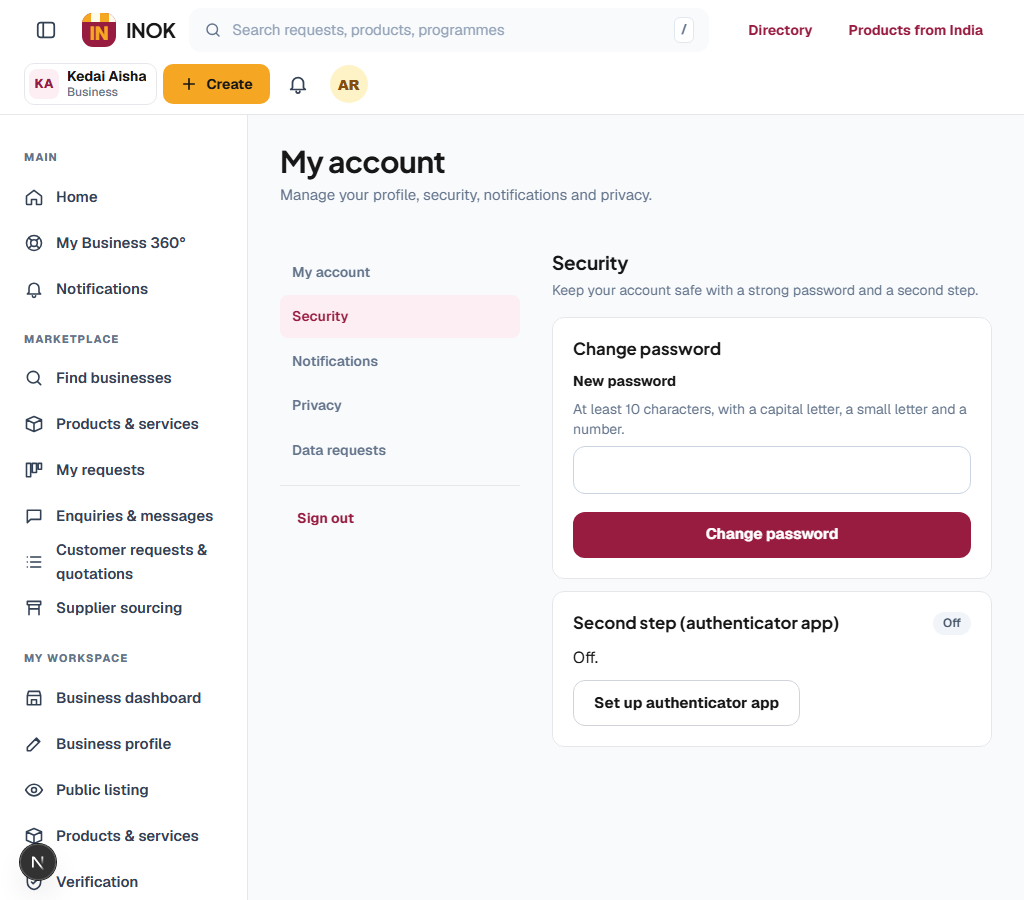 IN INOK
Search requests, products, programmes
/
Directory
Products from India
KA
Kedai Aisha
Business
+ Create
AR
MAIN
Home
My Business 360°
Notifications
MARKETPLACE
Find businesses
Products & services
My requests
Enquiries & messages
Customer requests &
quotations
Supplier sourcing
MY WORKSPACE
Business dashboard
Business profile
Public listing
Products & services
N
Verification
My account
Manage your profile, security, notifications and privacy.
My account
Security
Notifications
Privacy
Data requests
Sign out
Security
Keep your account safe with a strong password and a second step.
Change password
New password
At least 10 characters, with a capital letter, a small letter and a
number.
Change password
Second step (authenticator app)
Off
Off.
Set up authenticator app